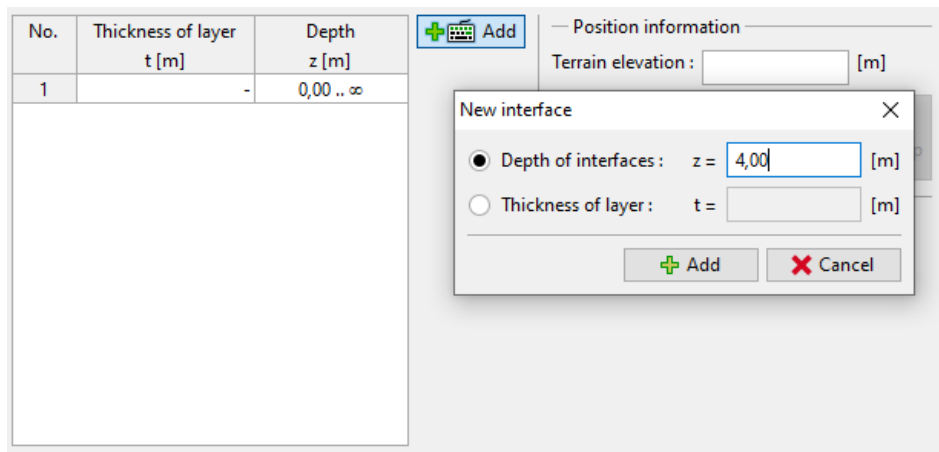 No. Thickness of layer Depth
t [m] z [m]
1 - 0,00 .. ∞
Add
Position information
Terrain elevation : [m]
New interface
Depth of interfaces : z = 4,00 [m]
Thickness of layer : t = [m]
Add Cancel